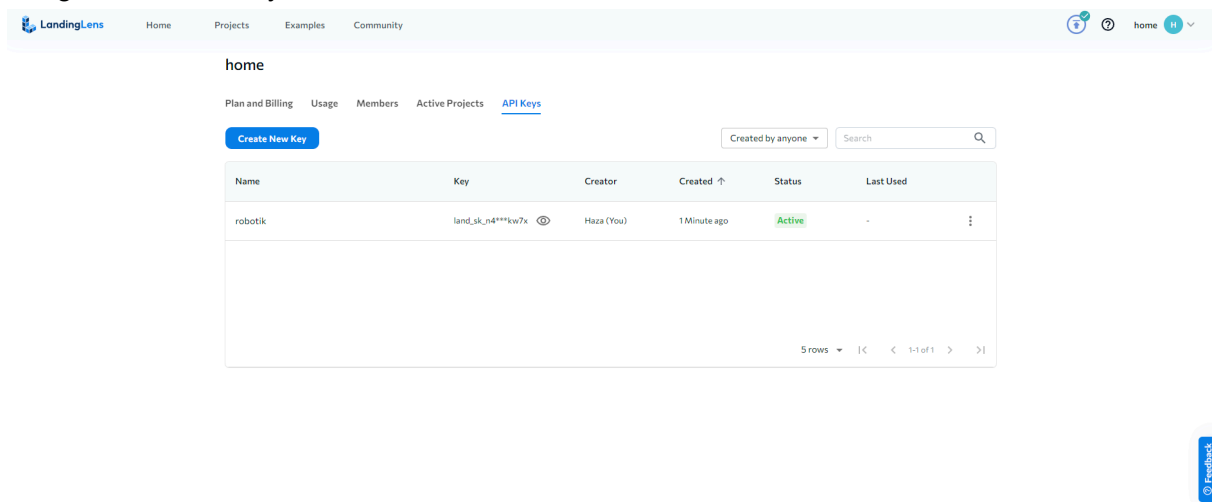 LandingLens Home Projects Examples Community home H
home
Plan and Billing Usage Members Active Projects API Keys
Create New Key Created by anyone Search
Name Key Creator Created ↑ Status Last Used
robotik land_sk_n4***kw7x Haza (You) 1 Minute ago Active -
5 rows 1-1 of 1
Feedback